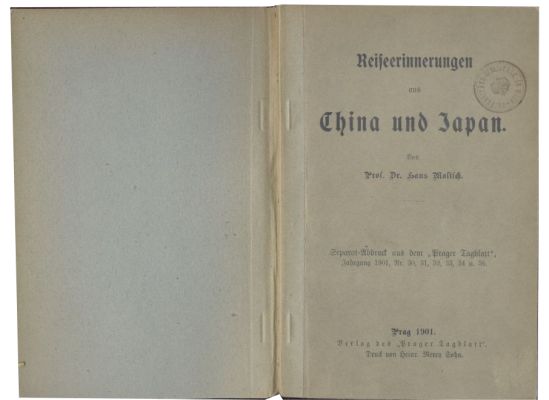 Reiseerinnerungen
aus
China und Japan.
Von
Prof. Dr. Hans Molisch.
Separat-Abdruck aus dem „Prager Tagblatt“,
Jahrgang 1901, Nr. 30, 31, 32, 33, 34 u. 36.
Prag 1901.
Verlag des „Prager Tagblatt“.
Druck von Heinr. Mercy Sohn.